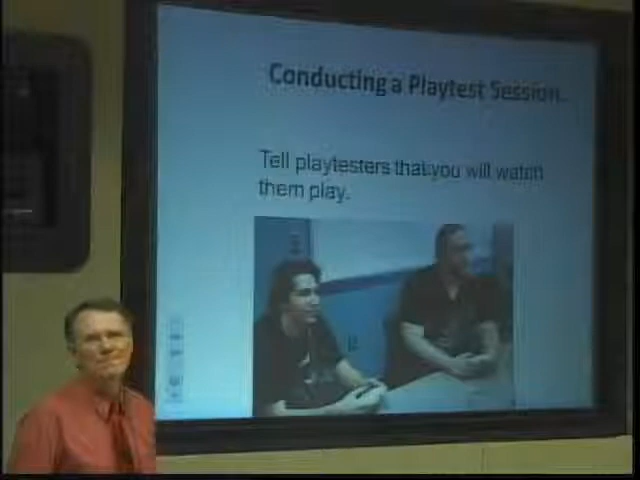 Conducting a Playtest Session
Tell playtesters that you will watch
them play.